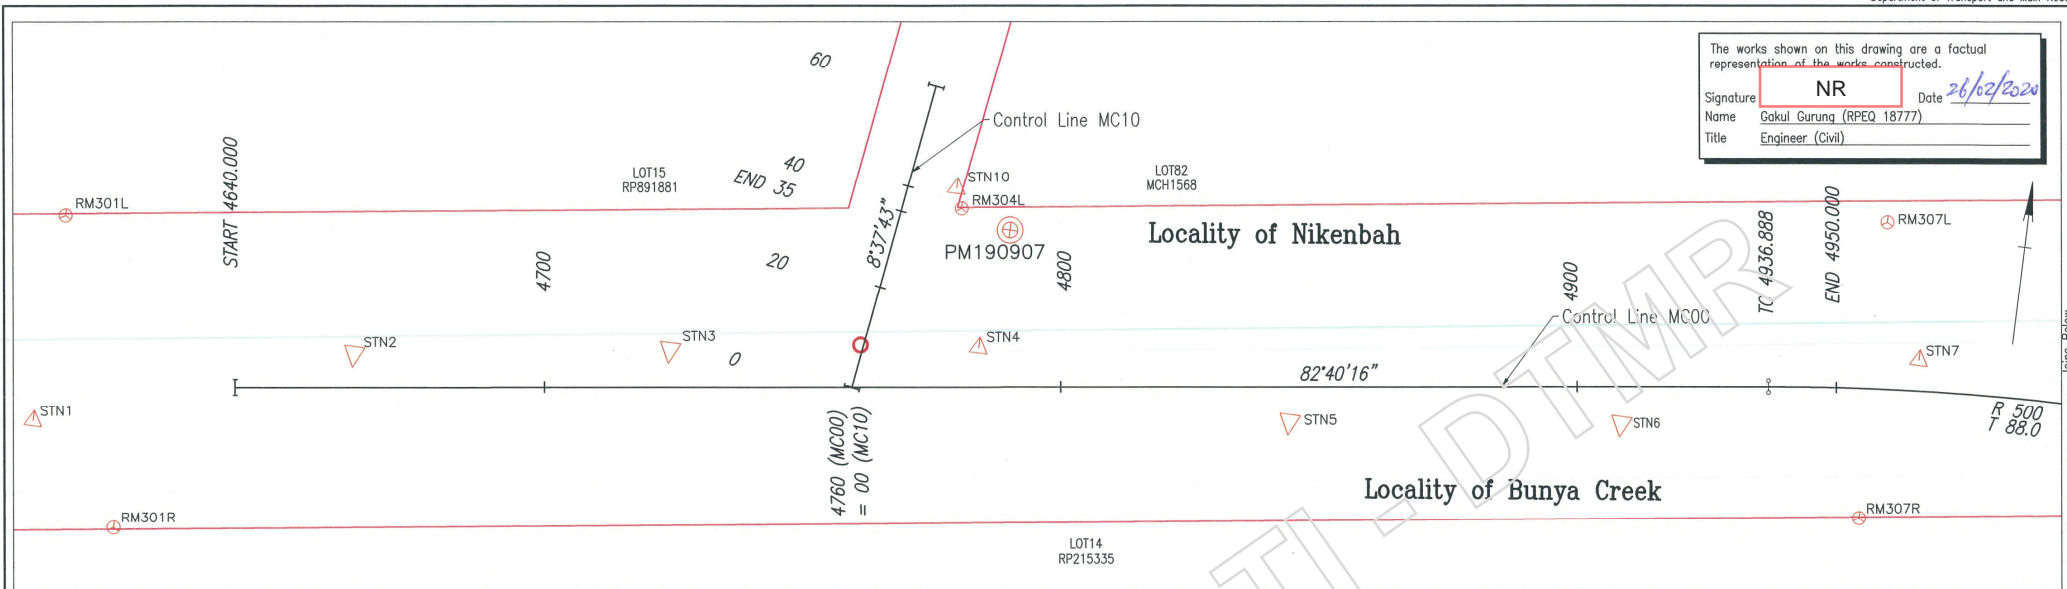 The works shown on this drawing are a factual
representation of the works constructed.
Signature NR Date 26/02/2020
Name Gakul Gurung (RPEQ 18777)
Title Engineer (Civil)
60
Control Line MC10
START 4640.000
40
END 35
LOT15
RP891881
LOT82
MCH1568
STN10
RM301L
RM304L
RM307L
8°37'43"
PM190907
Locality of Nikenbah
4700
20
4800
4900
TC 4936.888
END 4950.000
Control Line MC00
STN2
STN3
0
STN4
STN7
82°40'16"
STN1
4760 (MC00)
= 00 (MC10)
STN5
STN6
R 500
T 88.0
Locality of Bunya Creek
RM301R
RM307R
LOT14
RP215335
TI - DTMR